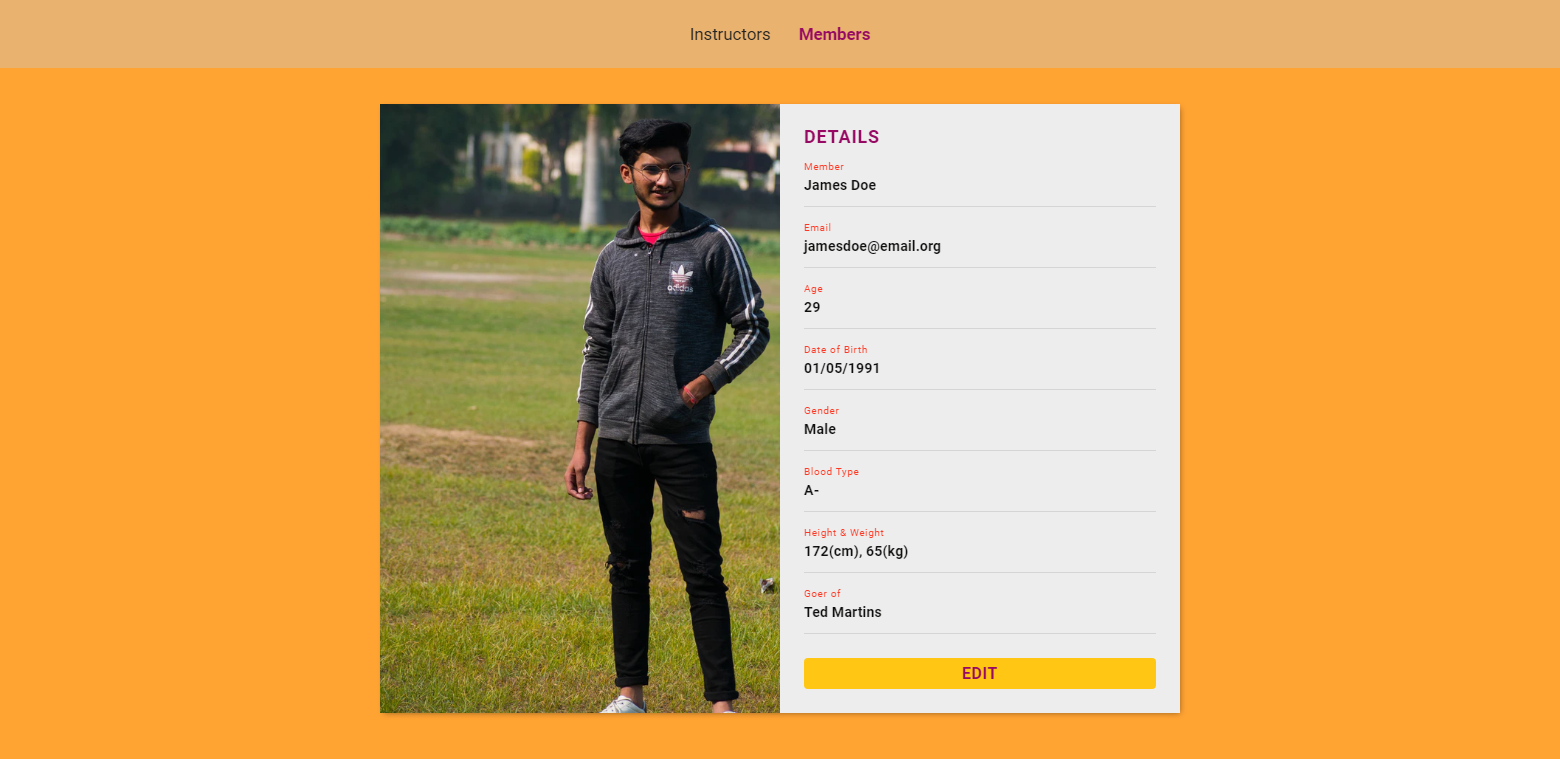 Instructors Members
DETAILS
Member
James Doe
Email
jamesdoe@email.org
Age
29
Date of Birth
01/05/1991
Gender
Male
Blood Type
A-
Height & Weight
172(cm), 65(kg)
Goer of
Ted Martins
EDIT
adidas